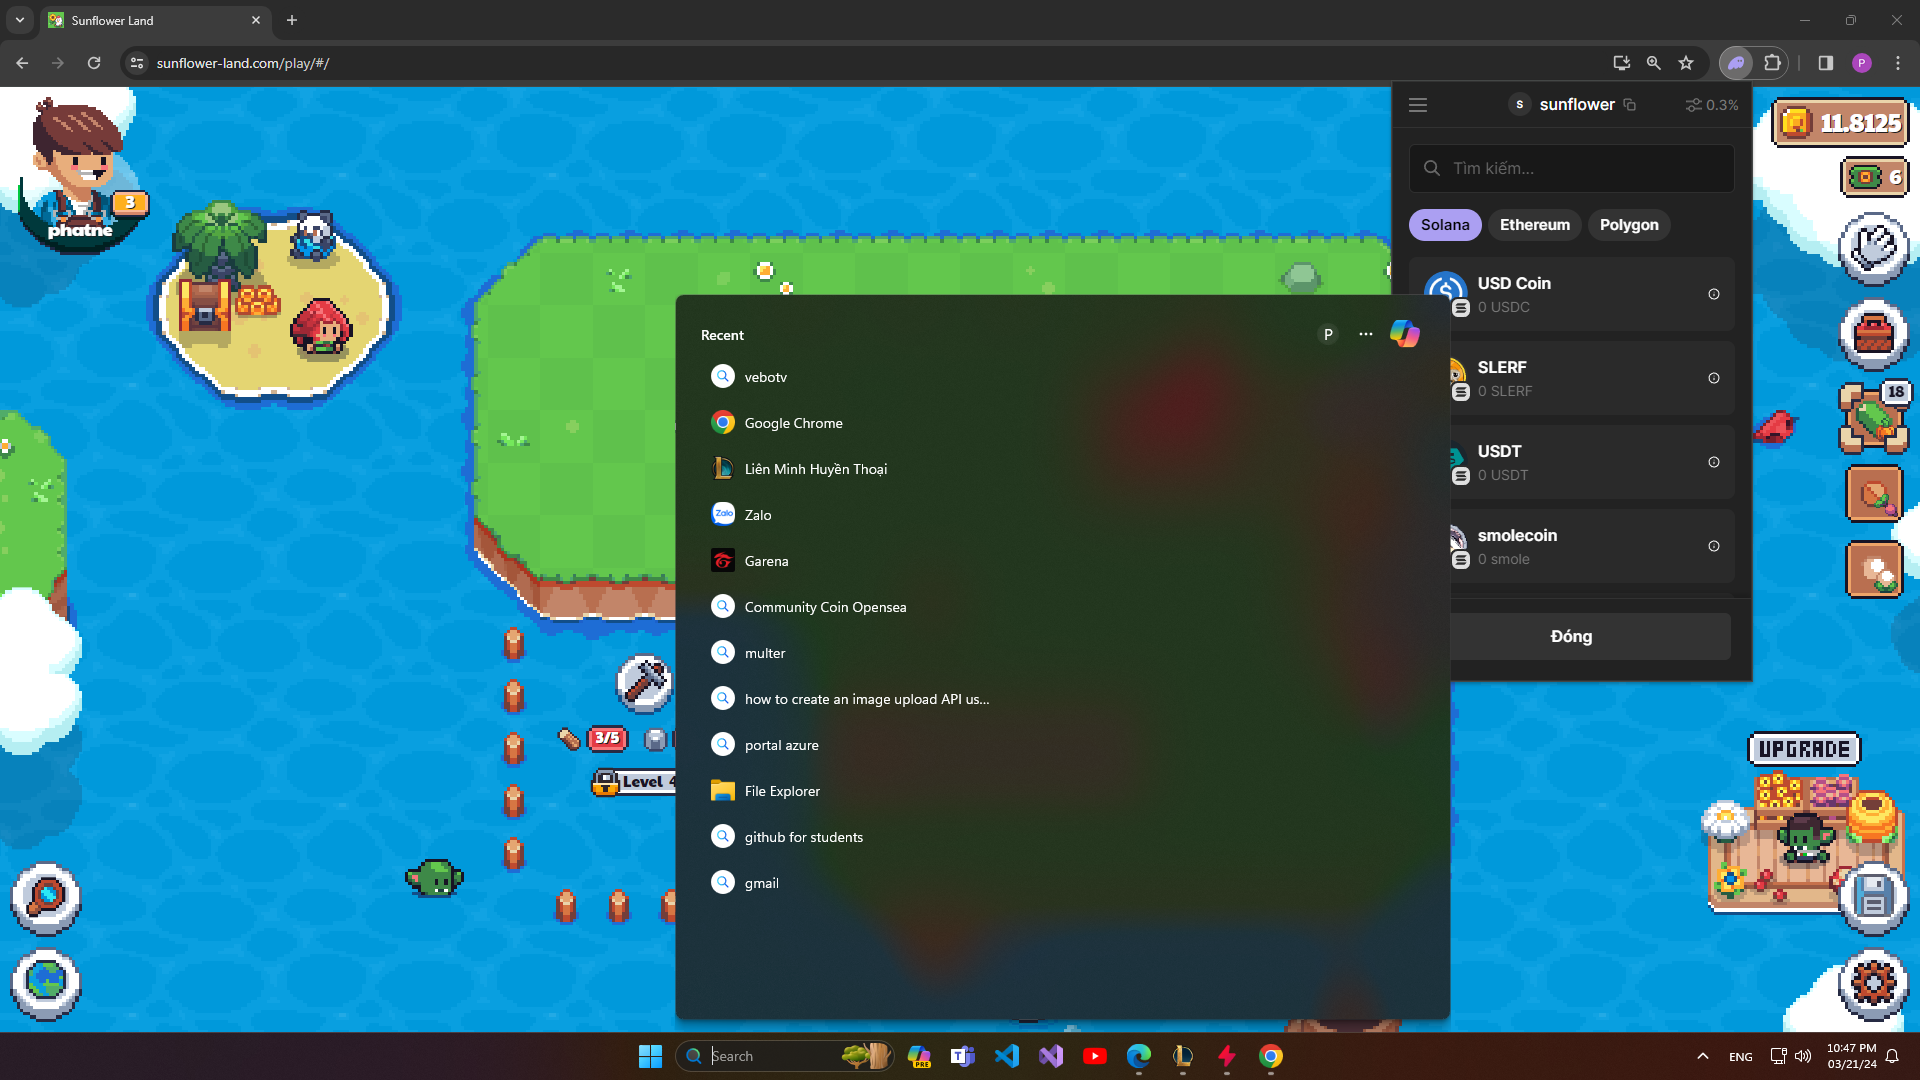 Sunflower Land
sunflower-land.com/play/#/
P
phatne
3
S
sunflower
0.3%
11.8125
6
Tìm kiếm...
Solana
Ethereum
Polygon
USD Coin
0 USDC
SLERF
0 SLERF
USDT
0 USDT
smolecoin
0 smole
Đóng
18
Recent
P
vebotv
Google Chrome
Liên Minh Huyền Thoại
Zalo
Zalo
Garena
Community Coin Opensea
multer
how to create an image upload API us...
portal azure
File Explorer
github for students
gmail
3/5
Level 4
UPGRADE
Search
PRE
ENG
10:47 PM
03/21/24